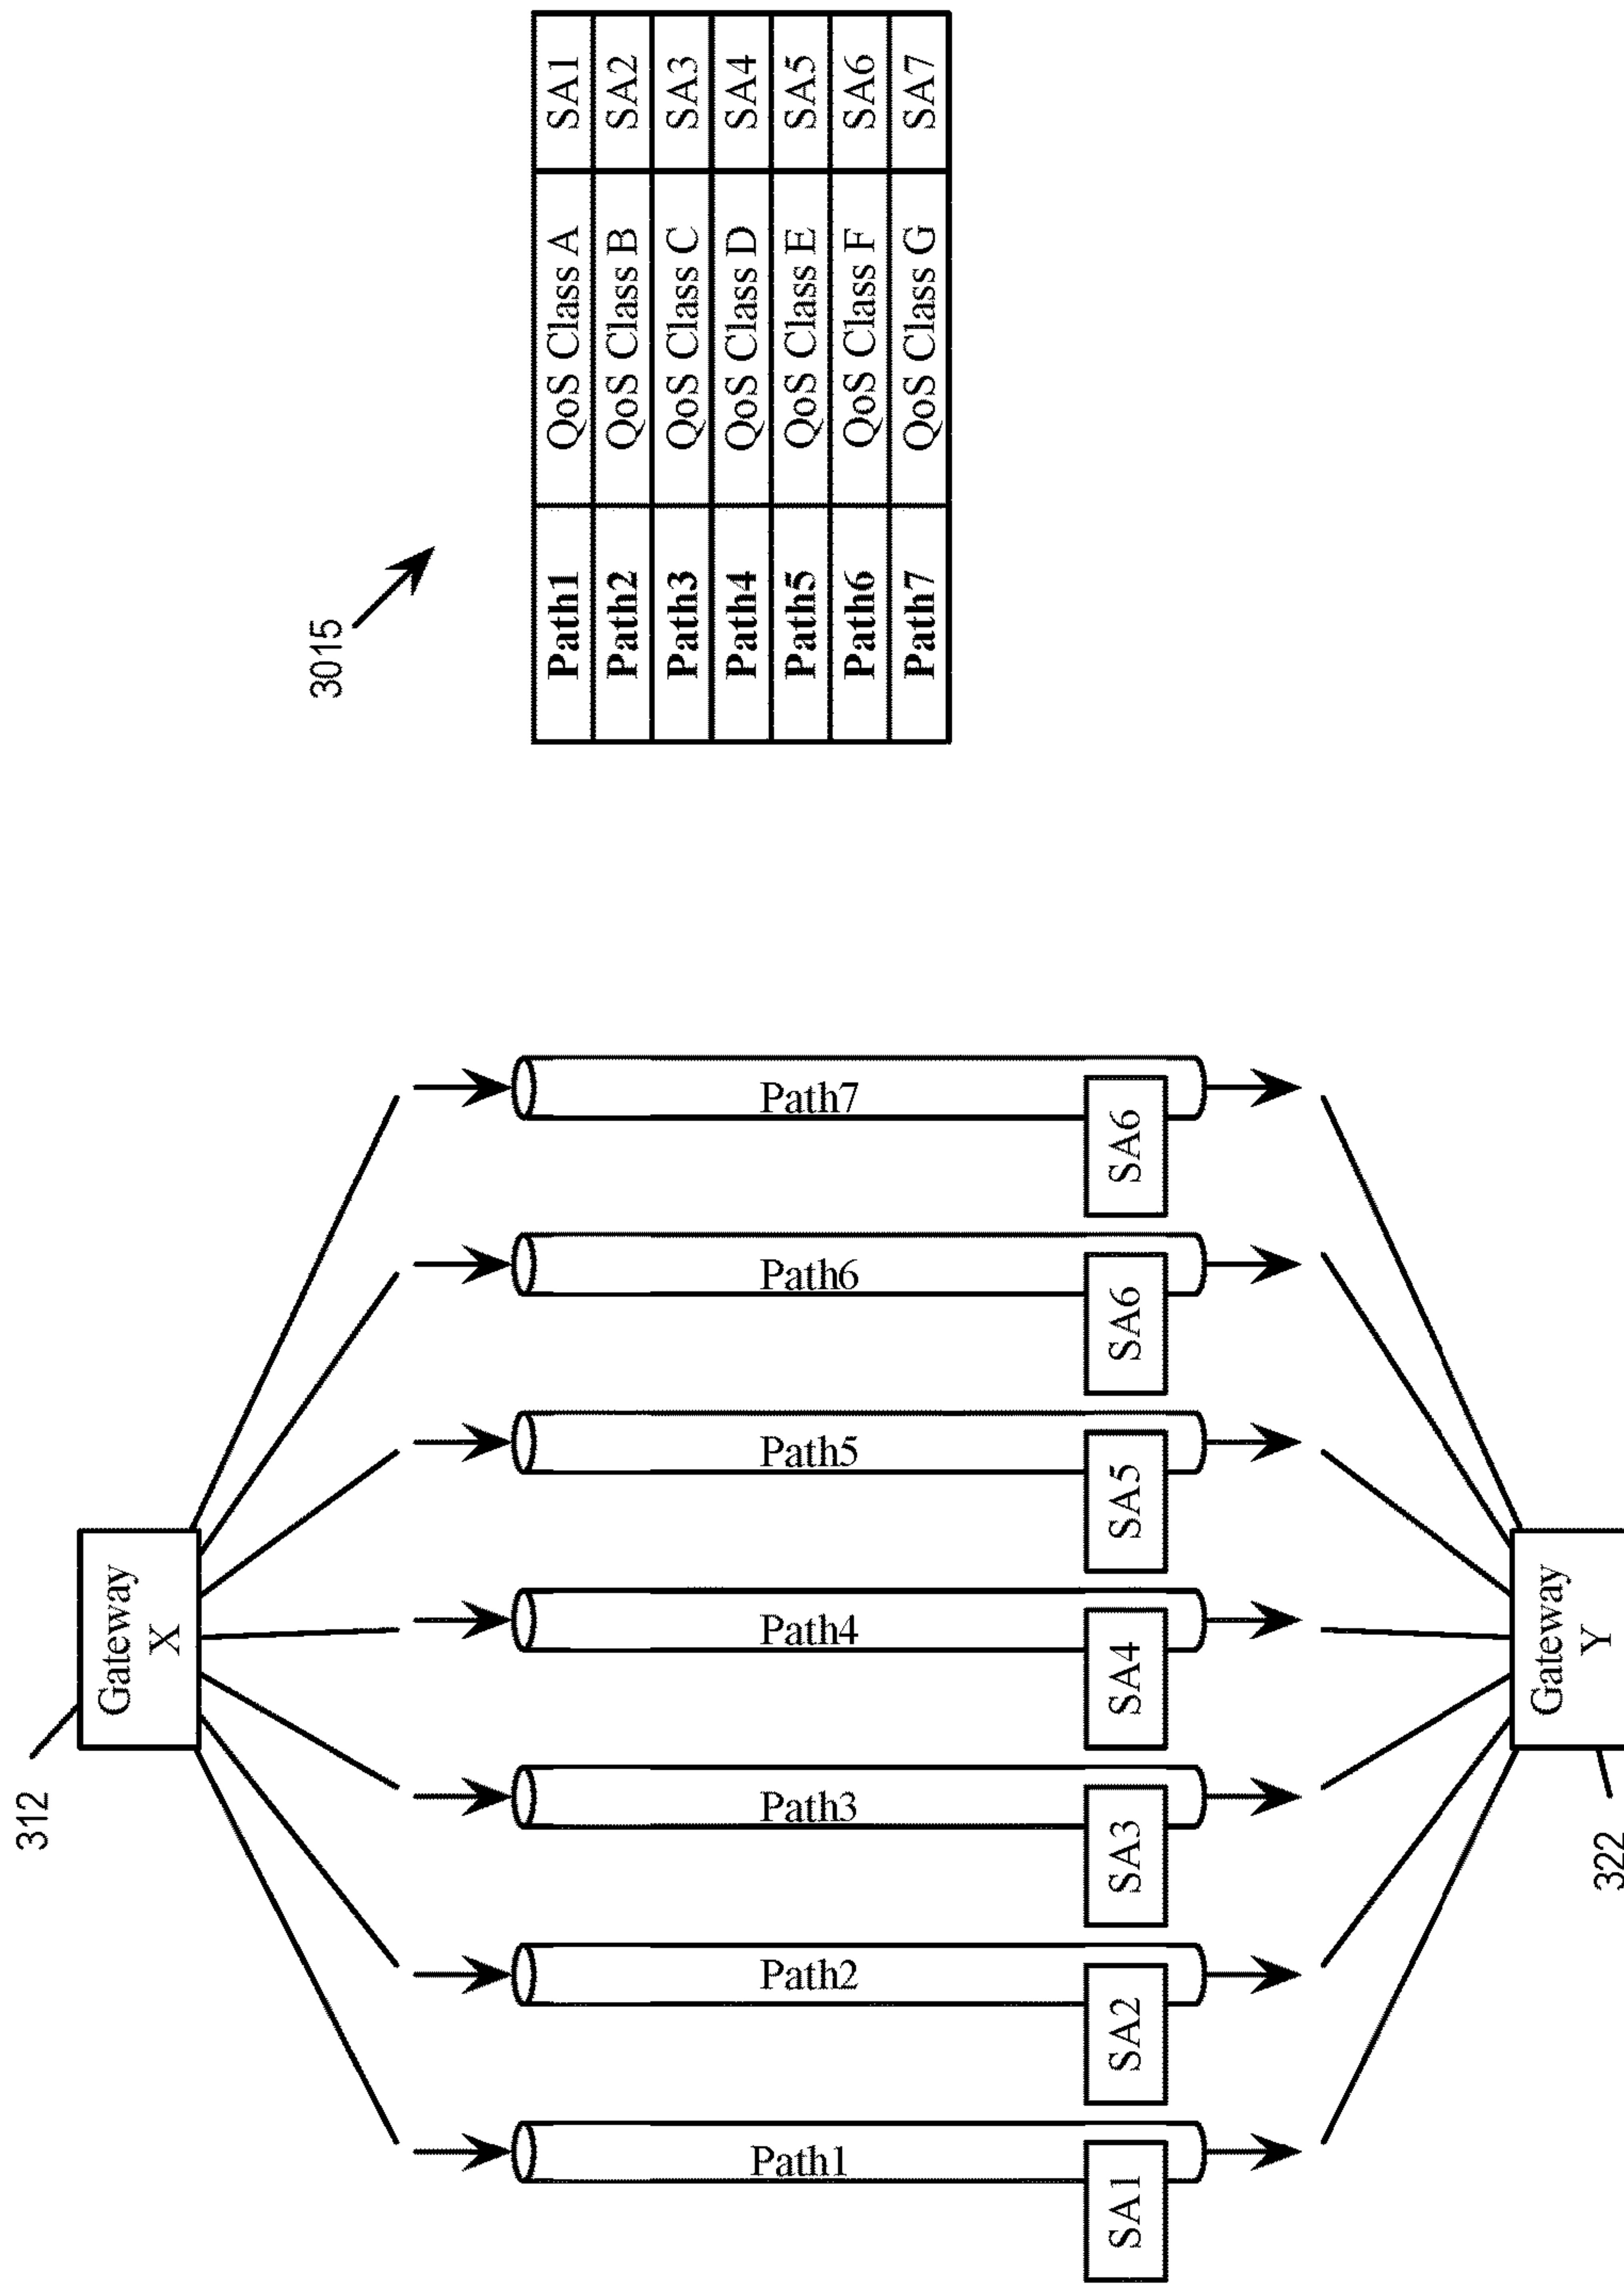 3015
Path1 QoS Class A SA1
Path2 QoS Class B SA2
Path3 QoS Class C SA3
Path4 QoS Class D SA4
Path5 QoS Class E SA5
Path6 QoS Class F SA6
Path7 QoS Class G SA7
312
Gateway
X
Path1
Path2
Path3
Path4
Path5
Path6
Path7
SA1
SA2
SA3
SA4
SA5
SA6
SA6
322
Gateway
Y